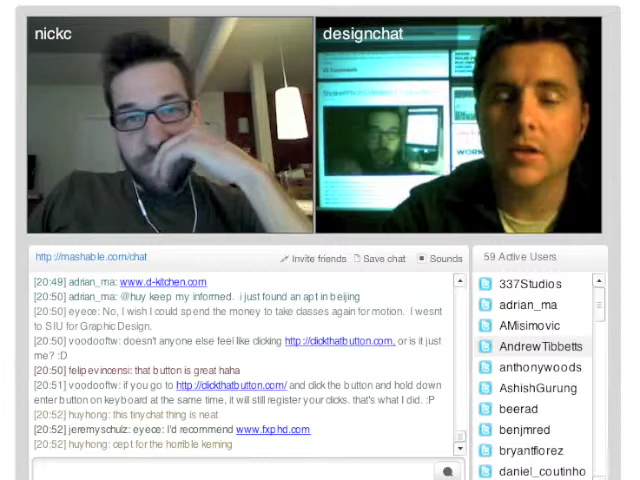 nickc
designchat
http://mashable.com/chat
Invite friends
Save chat
Sounds
59 Active Users
[20:49] adrian_ma: www.d-kitchen.com
[20:50] adrian_ma: @huy keep my informed. i just found an apt in beijing
[20:50] eyece: No, I wish I could spend the money to take classes again for motion. I wesnt
to SIU for Graphic Design.
[20:50] voodooftw: doesn't anyone else feel like clicking http://clickthatbutton.com, or is it just
me? :D
[20:50] felipevincensi: that button is great haha
[20:51] voodooftw: if you go to http://clickthatbutton.com/ and click the button and hold down
enter button on keyboard at the same time, it will still register your clicks. that's what I did. :P
[20:52] huyhong: this tinychat thing is neat
[20:52] jeremyschulz: eyece: I'd recommend www.fxphd.com
[20:52] huyhong: cept for the horrible kerning
337Studios
adrian_ma
AMisimovic
AndrewTibbetts
anthonywoods
AshishGurung
beerad
benjmred
bryantflorez
daniel_coutinho